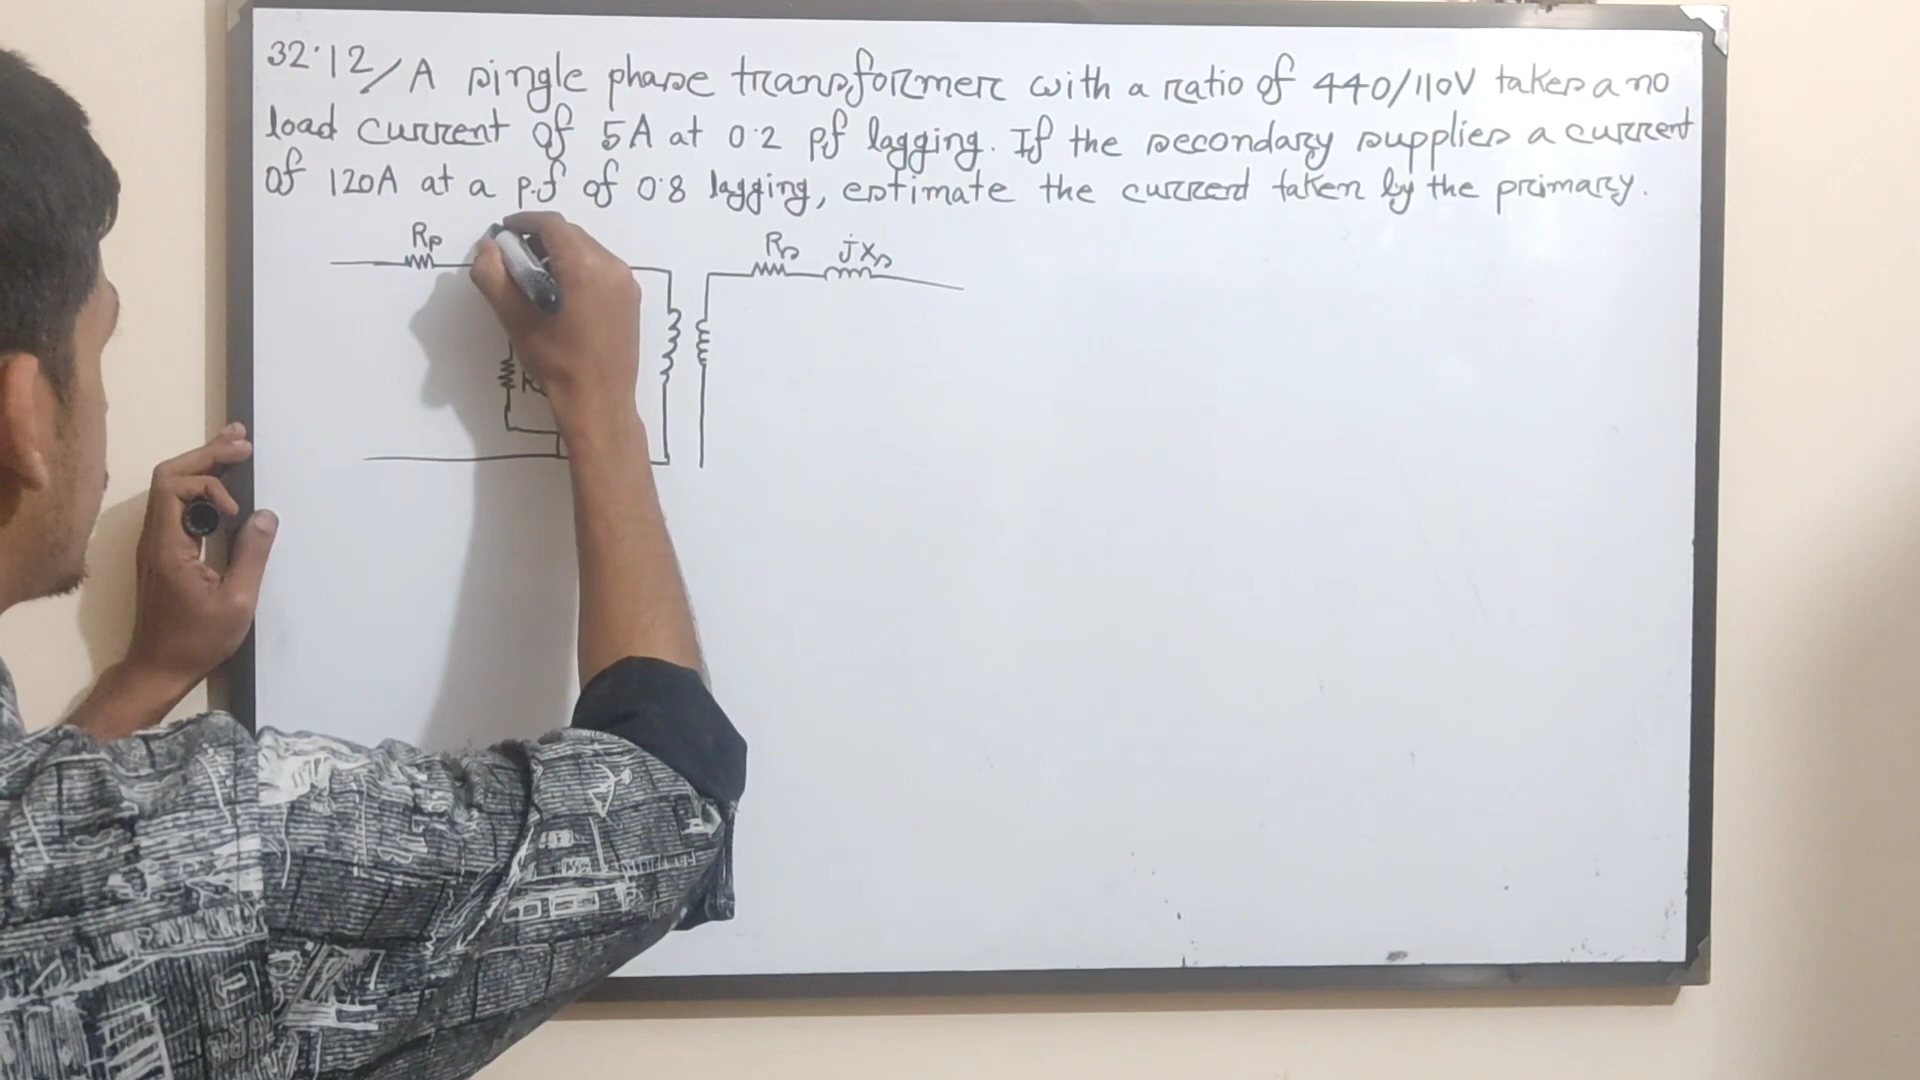 32.12/ A single phase transformer with a ratio of 440/110V takes a no
load current of 5A at 0.2 pf lagging. If the secondary supplies a current
of 120A at a p.f of 0.8 lagging, estimate the current taken by the primary.
Rp Rs jXs